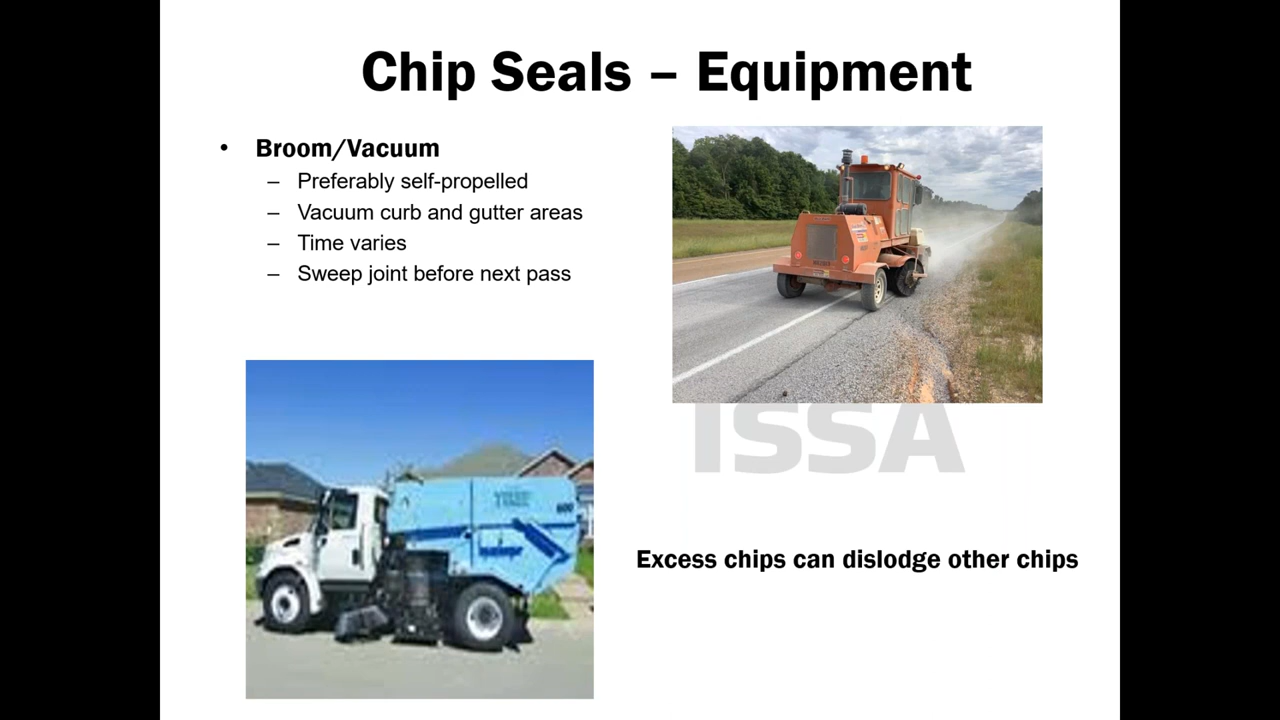 Chip Seals – Equipment
• Broom/Vacuum
– Preferably self-propelled
– Vacuum curb and gutter areas
– Time varies
– Sweep joint before next pass
ISSA
Excess chips can dislodge other chips